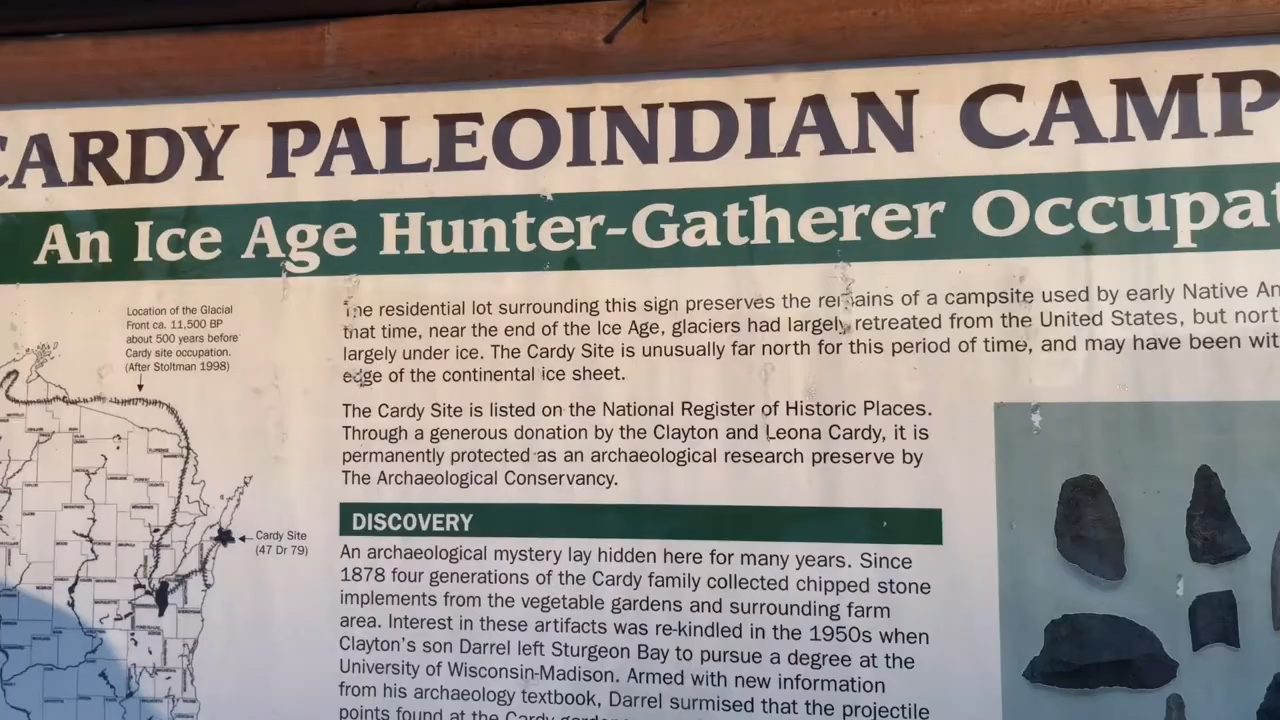 CARDY PALEOINDIAN CAMP
An Ice Age Hunter-Gatherer Occupat
Location of the Glacial
Front ca. 11,500 BP
about 500 years before
Cardy site occupation.
(After Stoltman 1998)
Cardy Site
(47 Dr 79)
The residential lot surrounding this sign preserves the remains of a campsite used by early Native Am
that time, near the end of the Ice Age, glaciers had largely retreated from the United States, but nort
largely under ice. The Cardy Site is unusually far north for this period of time, and may have been wit
edge of the continental ice sheet.
The Cardy Site is listed on the National Register of Historic Places.
Through a generous donation by the Clayton and Leona Cardy, it is
permanently protected as an archaeological research preserve by
The Archaeological Conservancy.
DISCOVERY
An archaeological mystery lay hidden here for many years. Since
1878 four generations of the Cardy family collected chipped stone
implements from the vegetable gardens and surrounding farm
area. Interest in these artifacts was re-kindled in the 1950s when
Clayton's son Darrel left Sturgeon Bay to pursue a degree at the
University of Wisconsin-Madison. Armed with new information
from his archaeology textbook, Darrel surmised that the projectile
points found at the Cardy